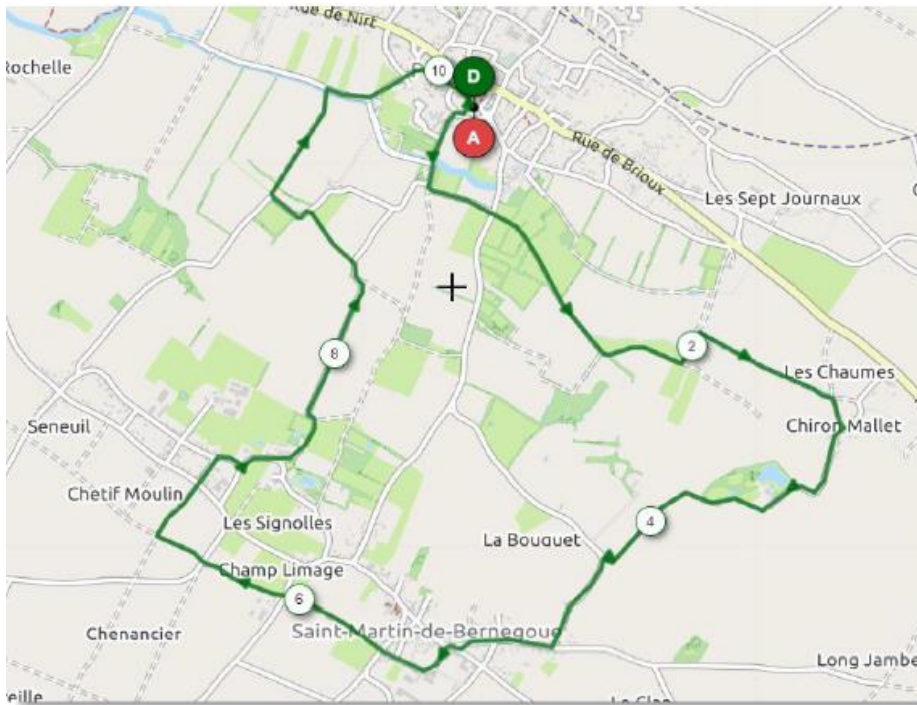 Rue de Nirt
Rochelle
10
D
A
Rue de Brioux
Les Sept Journaux
2
8
Les Chaumes
Seneuil
Chiron Mallet
Chetif Moulin
Les Signolles
4
La Bouquet
Champ Limage
6
Chenancier
Saint-Martin-de-Bernegoue
Long Jambe
eille